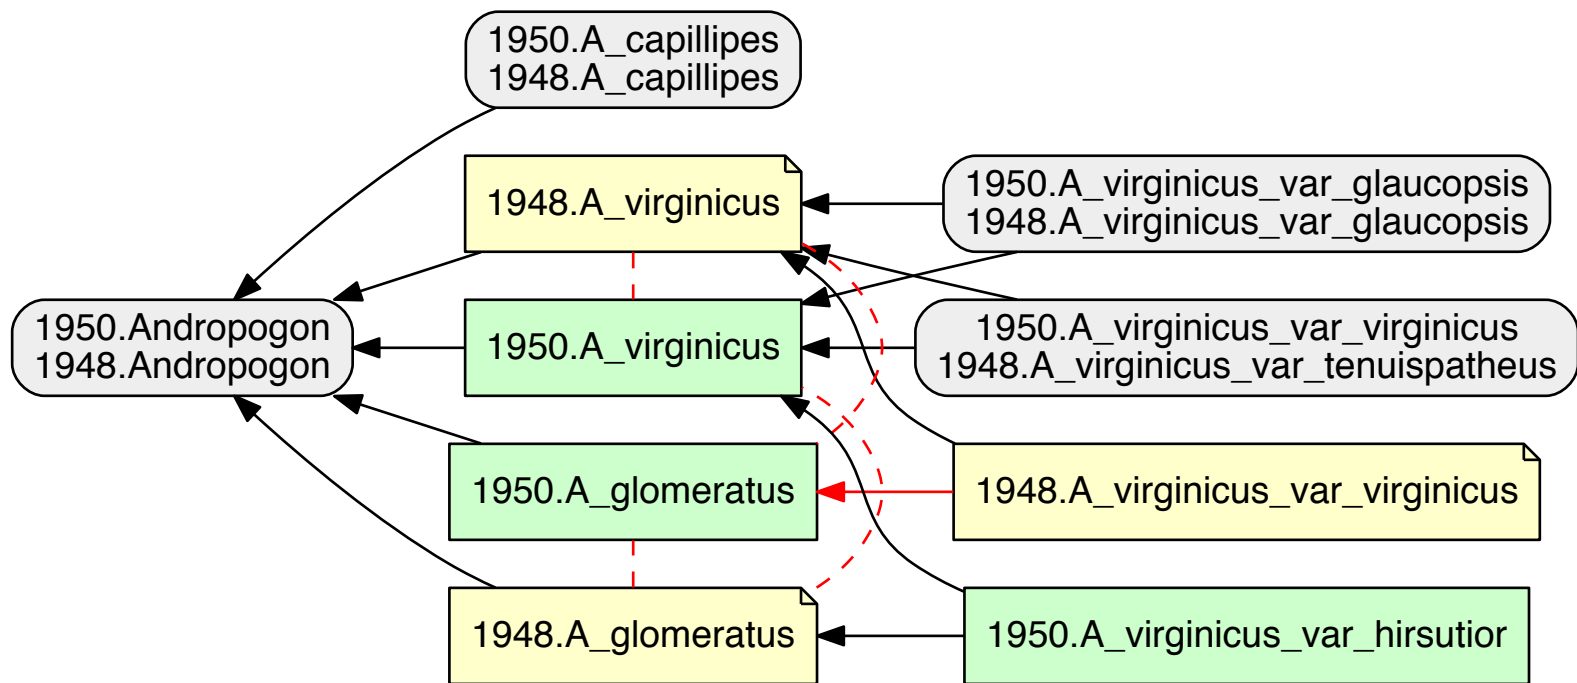 1950.A_capillipes
1948.A_capillipes
1948.A_virginicus
1950.A_virginicus_var_glaucopsis
1948.A_virginicus_var_glaucopsis
1950.Andropogon
1948.Andropogon
1950.A_virginicus
1950.A_virginicus_var_virginicus
1948.A_virginicus_var_tenuispatheus
1950.A_glomeratus
1948.A_virginicus_var_virginicus
1948.A_glomeratus
1950.A_virginicus_var_hirsutior